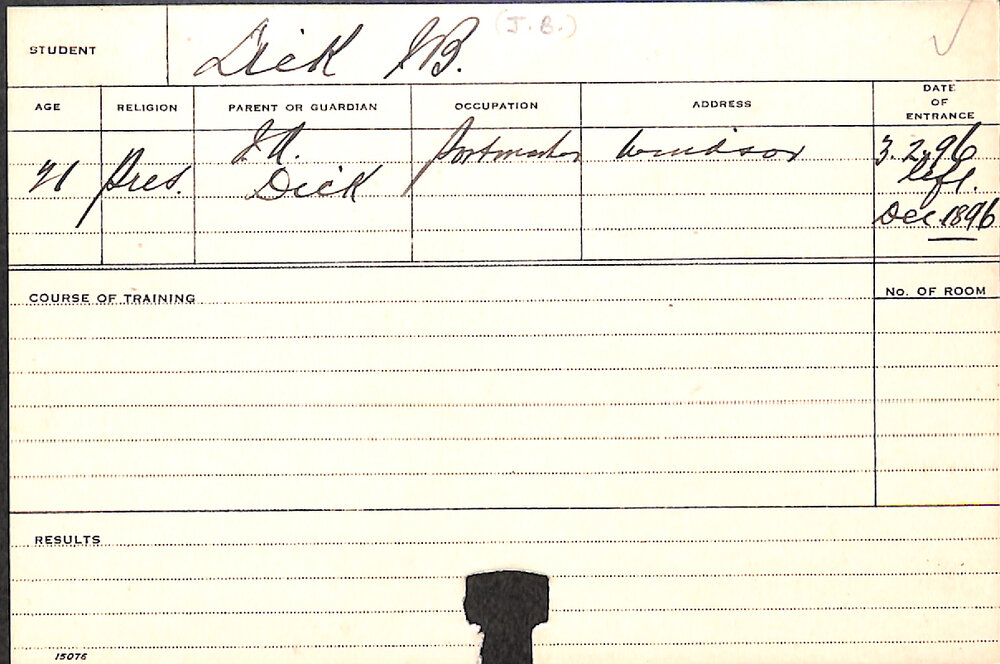 (J.B.)
STUDENT Dick J B.
AGE RELIGION PARENT OR GUARDIAN OCCUPATION ADDRESS DATE OF ENTRANCE
21 Pres. J.A. Dick Postmaster Windsor 3.2.96
left.
Dec. 1896
COURSE OF TRAINING No. OF ROOM
RESULTS
15076